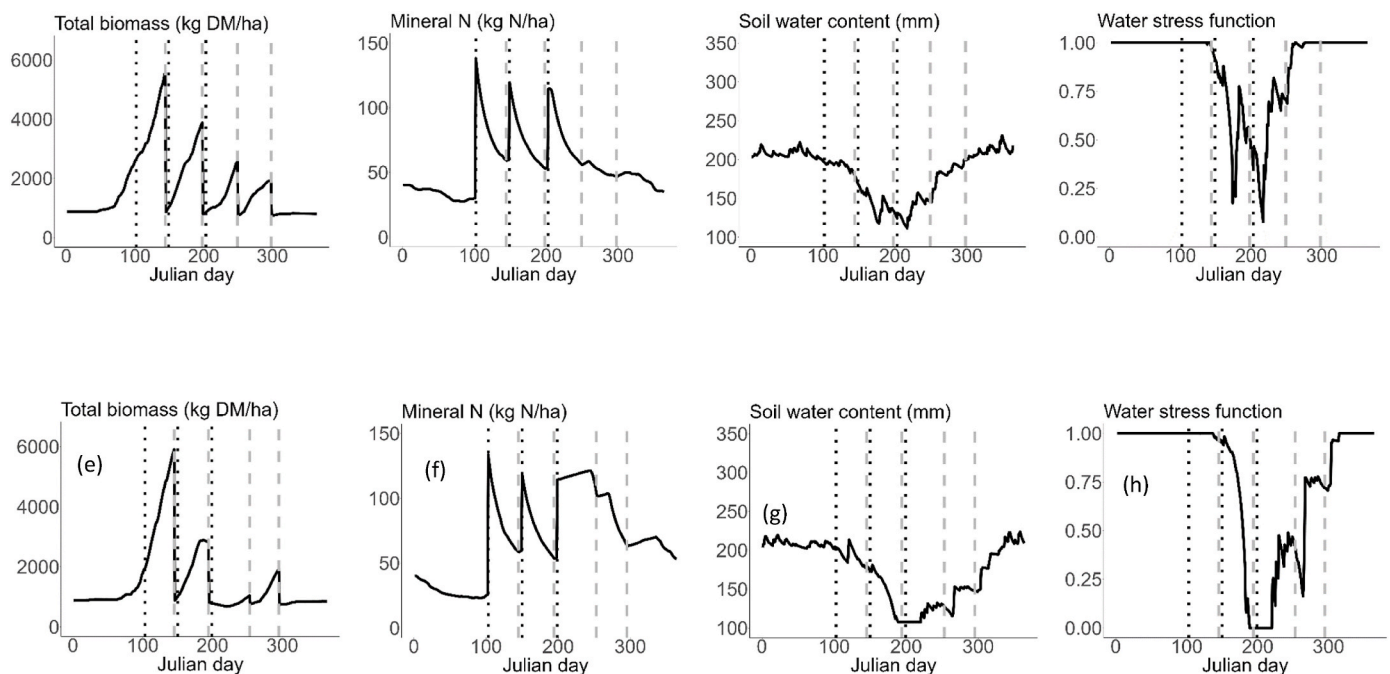 Total biomass (kg DM/ha)
6000
4000
2000
0
0 100 200 300
Julian day
Mineral N (kg N/ha)
150
100
50
0
0 100 200 300
Julian day
Soil water content (mm)
350
300
250
200
150
100
0 100 200 300
Julian day
Water stress function
1.00
0.75
0.50
0.25
0.00
0 100 200 300
Julian day
Total biomass (kg DM/ha)
(e)
6000
4000
2000
0
0 100 200 300
Julian day
Mineral N (kg N/ha)
(f)
150
100
50
0
0 100 200 300
Julian day
Soil water content (mm)
(g)
350
300
250
200
150
100
0 100 200 300
Julian day
Water stress function
(h)
1.00
0.75
0.50
0.25
0.00
0 100 200 300
Julian day